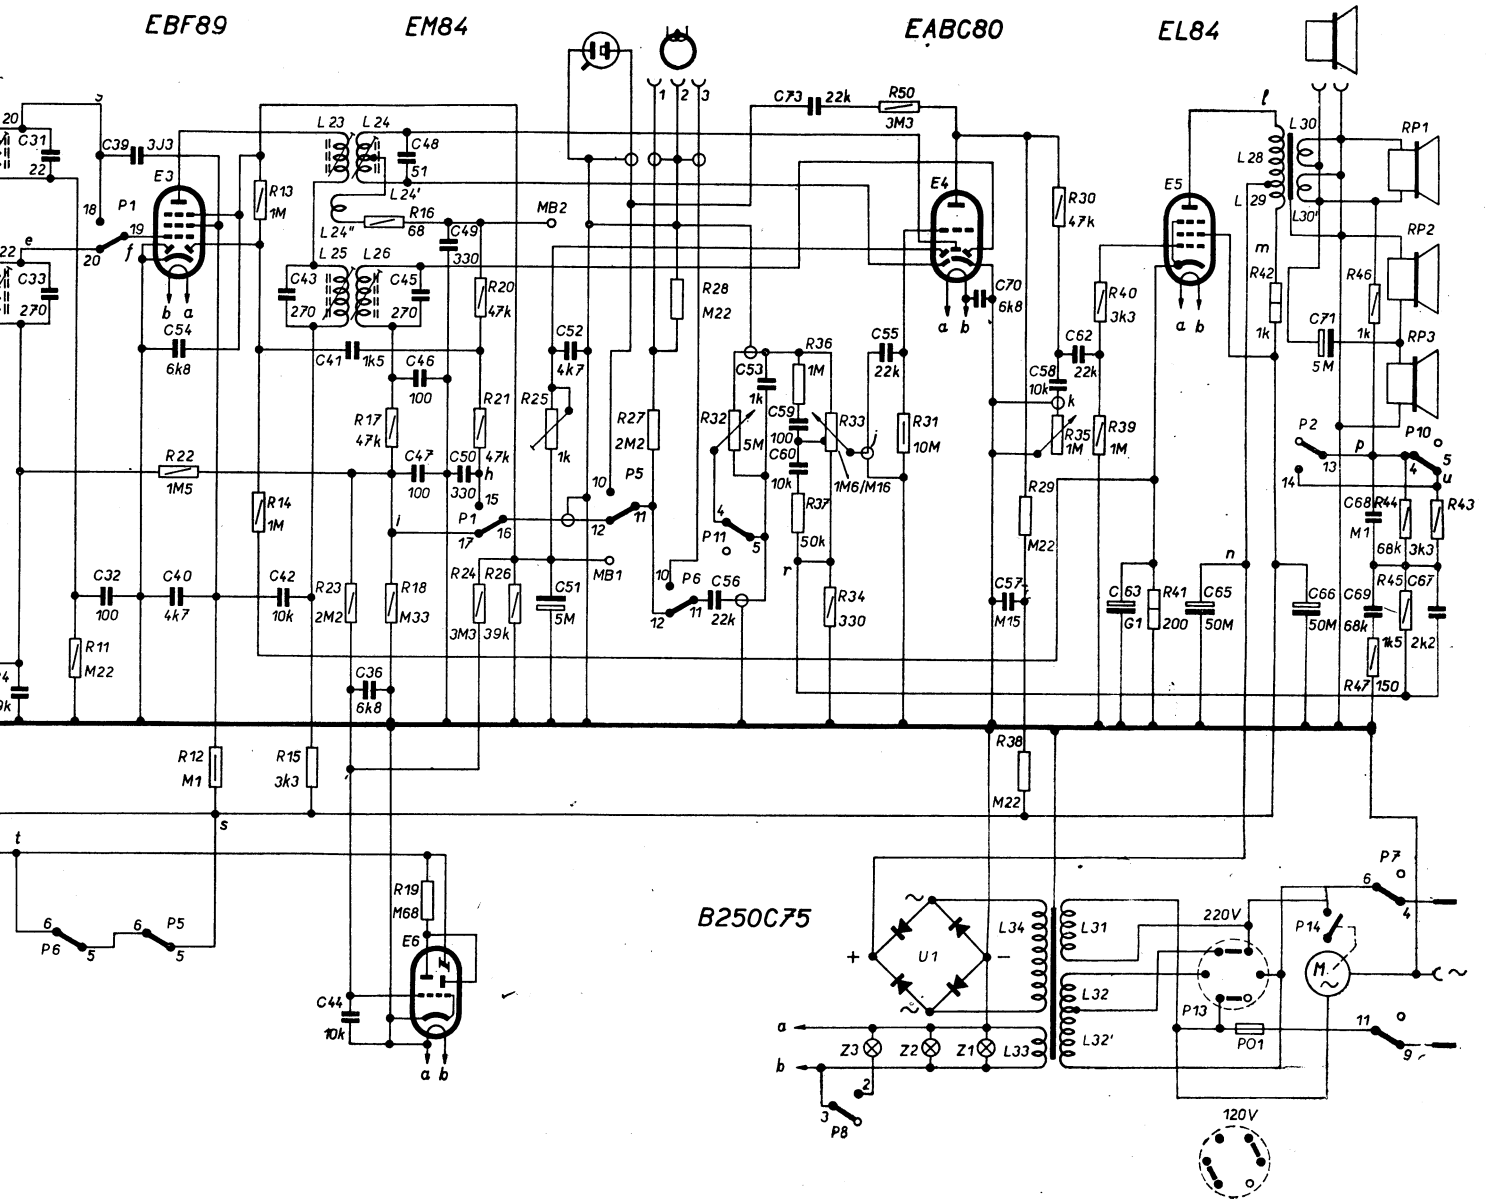 EBF89
EM84
EABC80
EL84
20
g
C31
22
C39
3J3
E3
L23
L24
C48
51
1
2
3
C73
22k
R50
3M3
l
L30
RP1
L28
L29
L30'
P1
18
19
20
R13
1M
L24'
L24"
R16
68
C49
330
MB2
E4
R30
47k
E5
22
e
f
C33
270
b
a
C54
6k8
L25
L26
C43
270
C45
270
R20
47k
C52
4k7
R28
M22
C70
6k8
a
b
R40
3k3
a
b
m
R42
1k
RP2
R46
1k
C71
5M
RP3
C41
1k5
C46
100
R17
47k
R21
47k
R25
1k
R27
2M2
R32
5M
C53
1k
R36
1M
C59
100
C60
10k
R33
1M6/M16
C55
22k
j
R31
10M
C58
10k
k
C62
22k
R35
1M
R39
1M
P2
13
14
p
P10
4
5
u
R22
1M5
C47
100
C50
330
h
R14
1M
i
P1
15
16
17
P5
10
11
12
4
P11
5
R37
50k
r
R29
M22
n
C68
M1
R44
68k
R43
3k3
C32
100
C40
4k7
C42
10k
R23
2M2
R18
M33
R24
3M3
R26
39k
C51
5M
MB1
10
P6
11
12
C56
22k
R34
330
C57
M15
C63
G1
R41
200
C65
50M
C66
50M
C69
68k
R45
1k5
C67
2k2
R47
150
R11
M22
C36
6k8
R12
M1
R15
3k3
R38
M22
s
t
6
P6
5
6
P5
5
R19
M68
E6
C44
10k
a
b
B250C75
~
+
U1
−
~
L34
L31
L32
L32'
L33
220V
P13
PO1
P14
M
~
P7
6
4
~
11
9
a
b
Z3
Z2
Z1
2
3
P8
120V